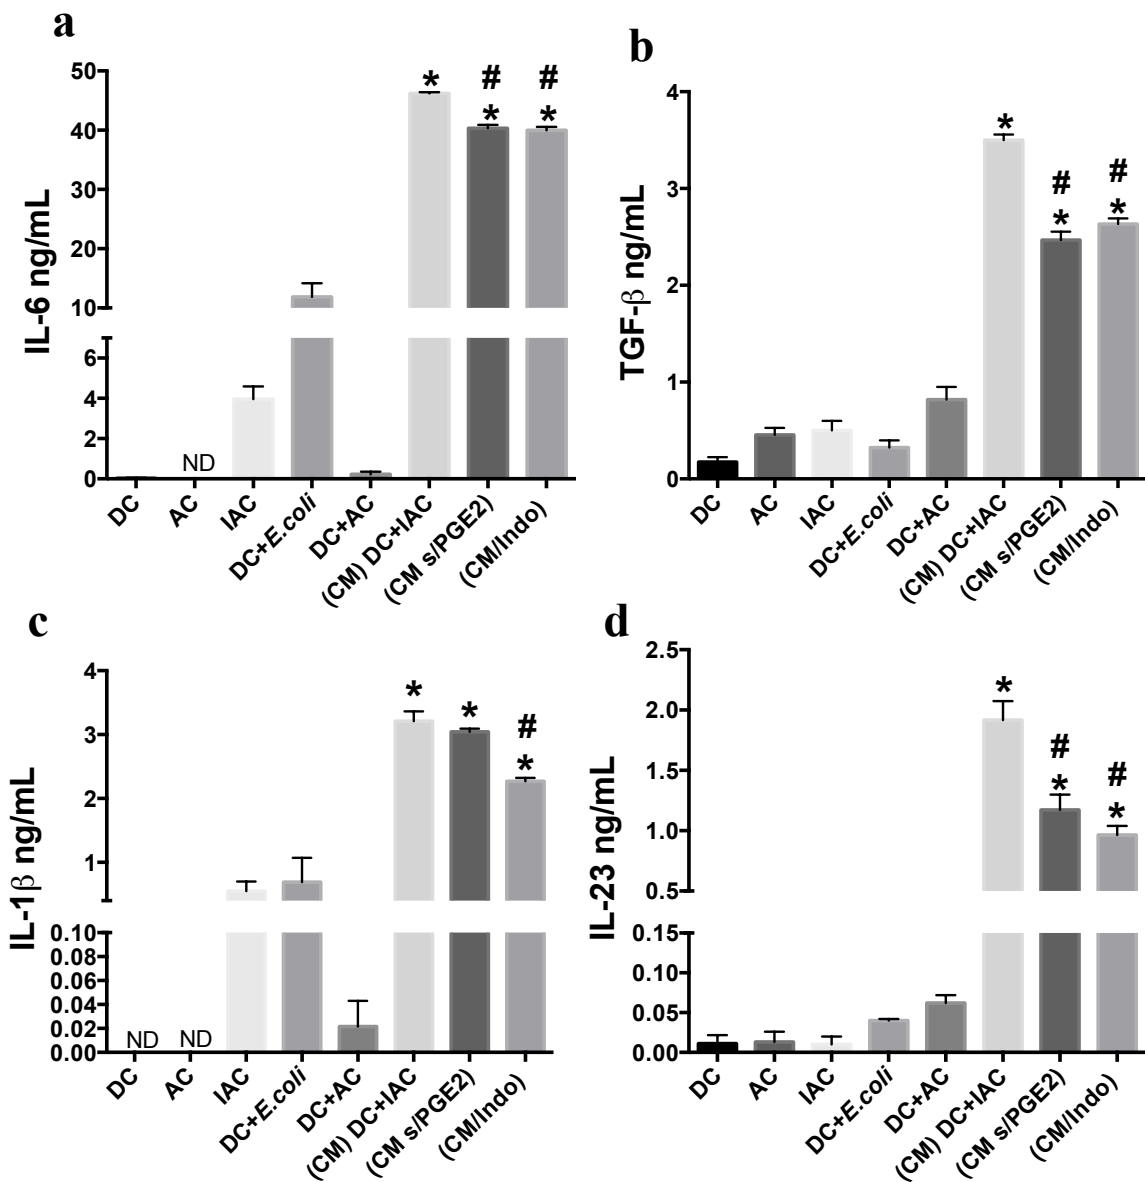 a
IL-6 ng/mL
50
40
30
20
10
6
4
2
0
ND
*
#
*
#
*
DC
AC
IAC
DC+E.coli
DC+AC
(CM) DC+IAC
(CM s/PGE2)
(CM/Indo)
b
TGF-β ng/mL
4
3
2
1
0
*
#
*
#
*
DC
AC
IAC
DC+E.coli
DC+AC
(CM) DC+IAC
(CM s/PGE2)
(CM/Indo)
c
IL-1β ng/mL
4
3
2
1
0.10
0.08
0.06
0.04
0.02
0.00
ND
ND
*
*
#
*
DC
AC
IAC
DC+E.coli
DC+AC
(CM) DC+IAC
(CM s/PGE2)
(CM/Indo)
d
IL-23 ng/mL
2.5
2.0
1.5
1.0
0.5
0.15
0.10
0.05
0.00
*
#
*
#
*
DC
AC
IAC
DC+E.coli
DC+AC
(CM) DC+IAC
(CM s/PGE2)
(CM/Indo)